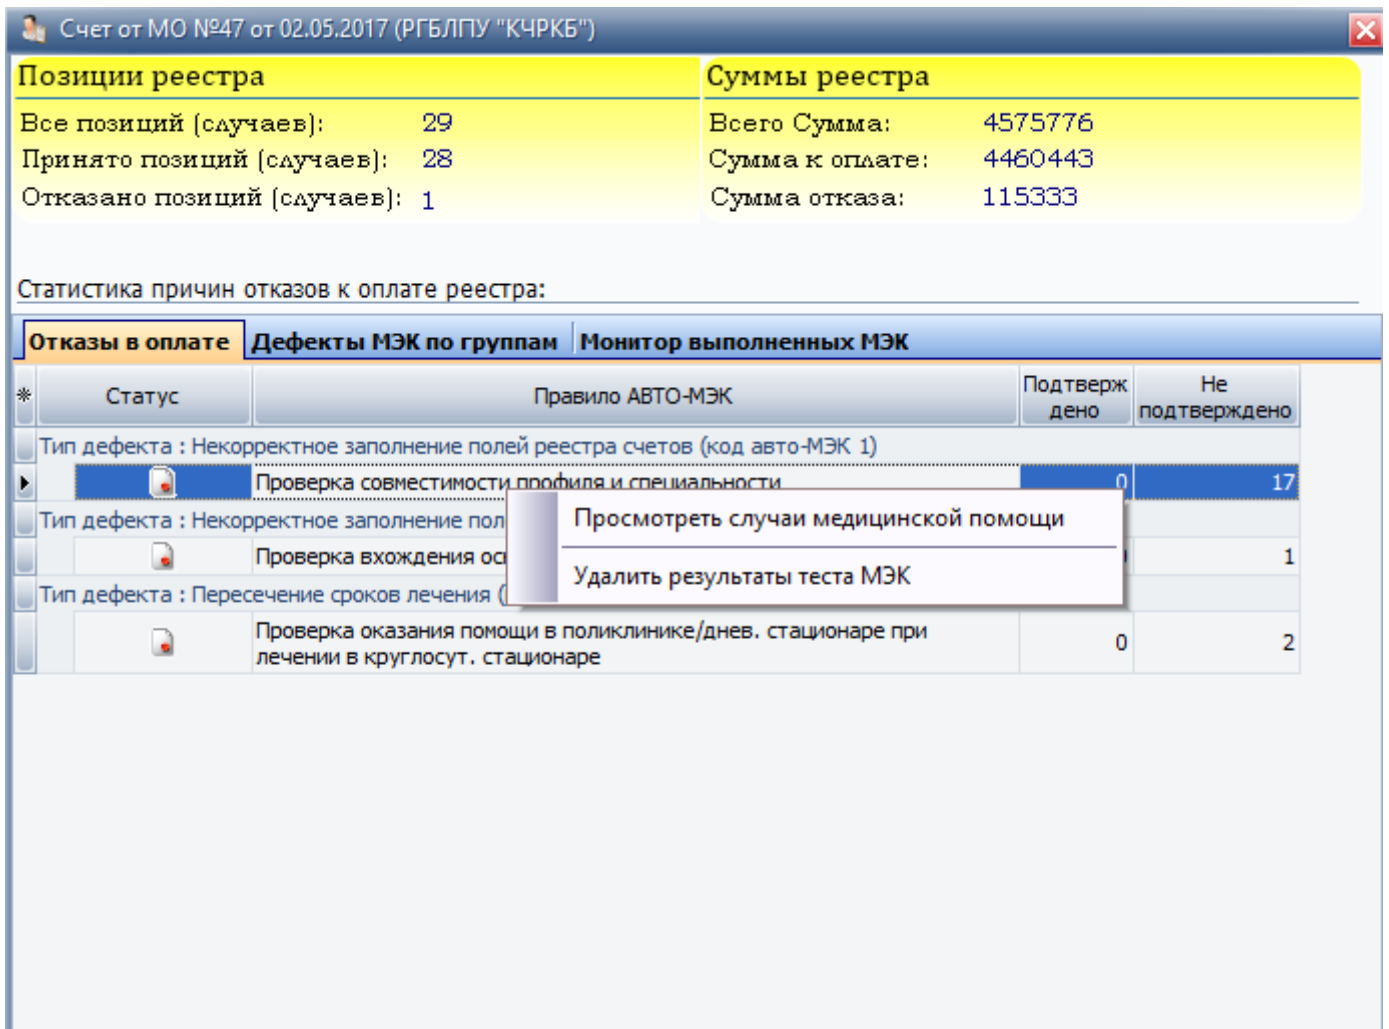 Счет от МО №47 от 02.05.2017 (РГБЛПУ "КЧРКБ")
Позиции реестра
Все позиций (случаев): 29
Принято позиций (случаев): 28
Отказано позиций (случаев): 1
Суммы реестра
Всего Сумма: 4575776
Сумма к оплате: 4460443
Сумма отказа: 115333
Статистика причин отказов к оплате реестра:
Отказы в оплате Дефекты МЭК по группам Монитор выполненных МЭК
Статус Правило АВТО-МЭК Подтверж
дено Не
подтверждено
Тип дефекта : Некорректное заполнение полей реестра счетов (код авто-МЭК 1)
Проверка совместимости профиля и специальности 0 17
Тип дефекта : Некорректное заполнение пол
Просмотреть случаи медицинской помощи
Проверка вхождения 1
Удалить результаты теста МЭК
Тип дефекта : Пересечение сроков лечения (
Проверка оказания помощи в поликлинике/днев. стационаре при
лечении в круглосут. стационаре 0 2